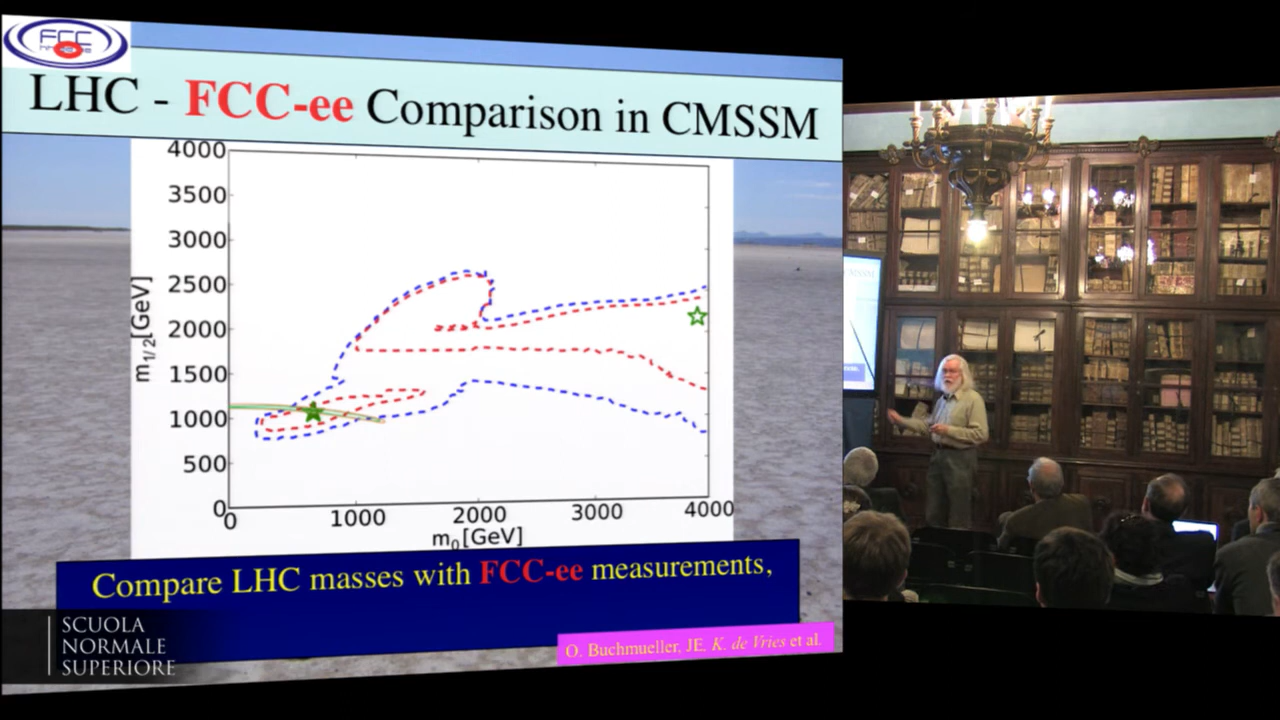 FCC
LHC - FCC-ee Comparison in CMSSM
4000
3500
3000
2500
2000
1500
1000
500
0
m1/2[GeV]
0 1000 2000 3000 4000
m0[GeV]
Compare LHC masses with FCC-ee measurements,
O. Buchmueller, JE, K. de Vries et al.
SCUOLA
NORMALE
SUPERIORE